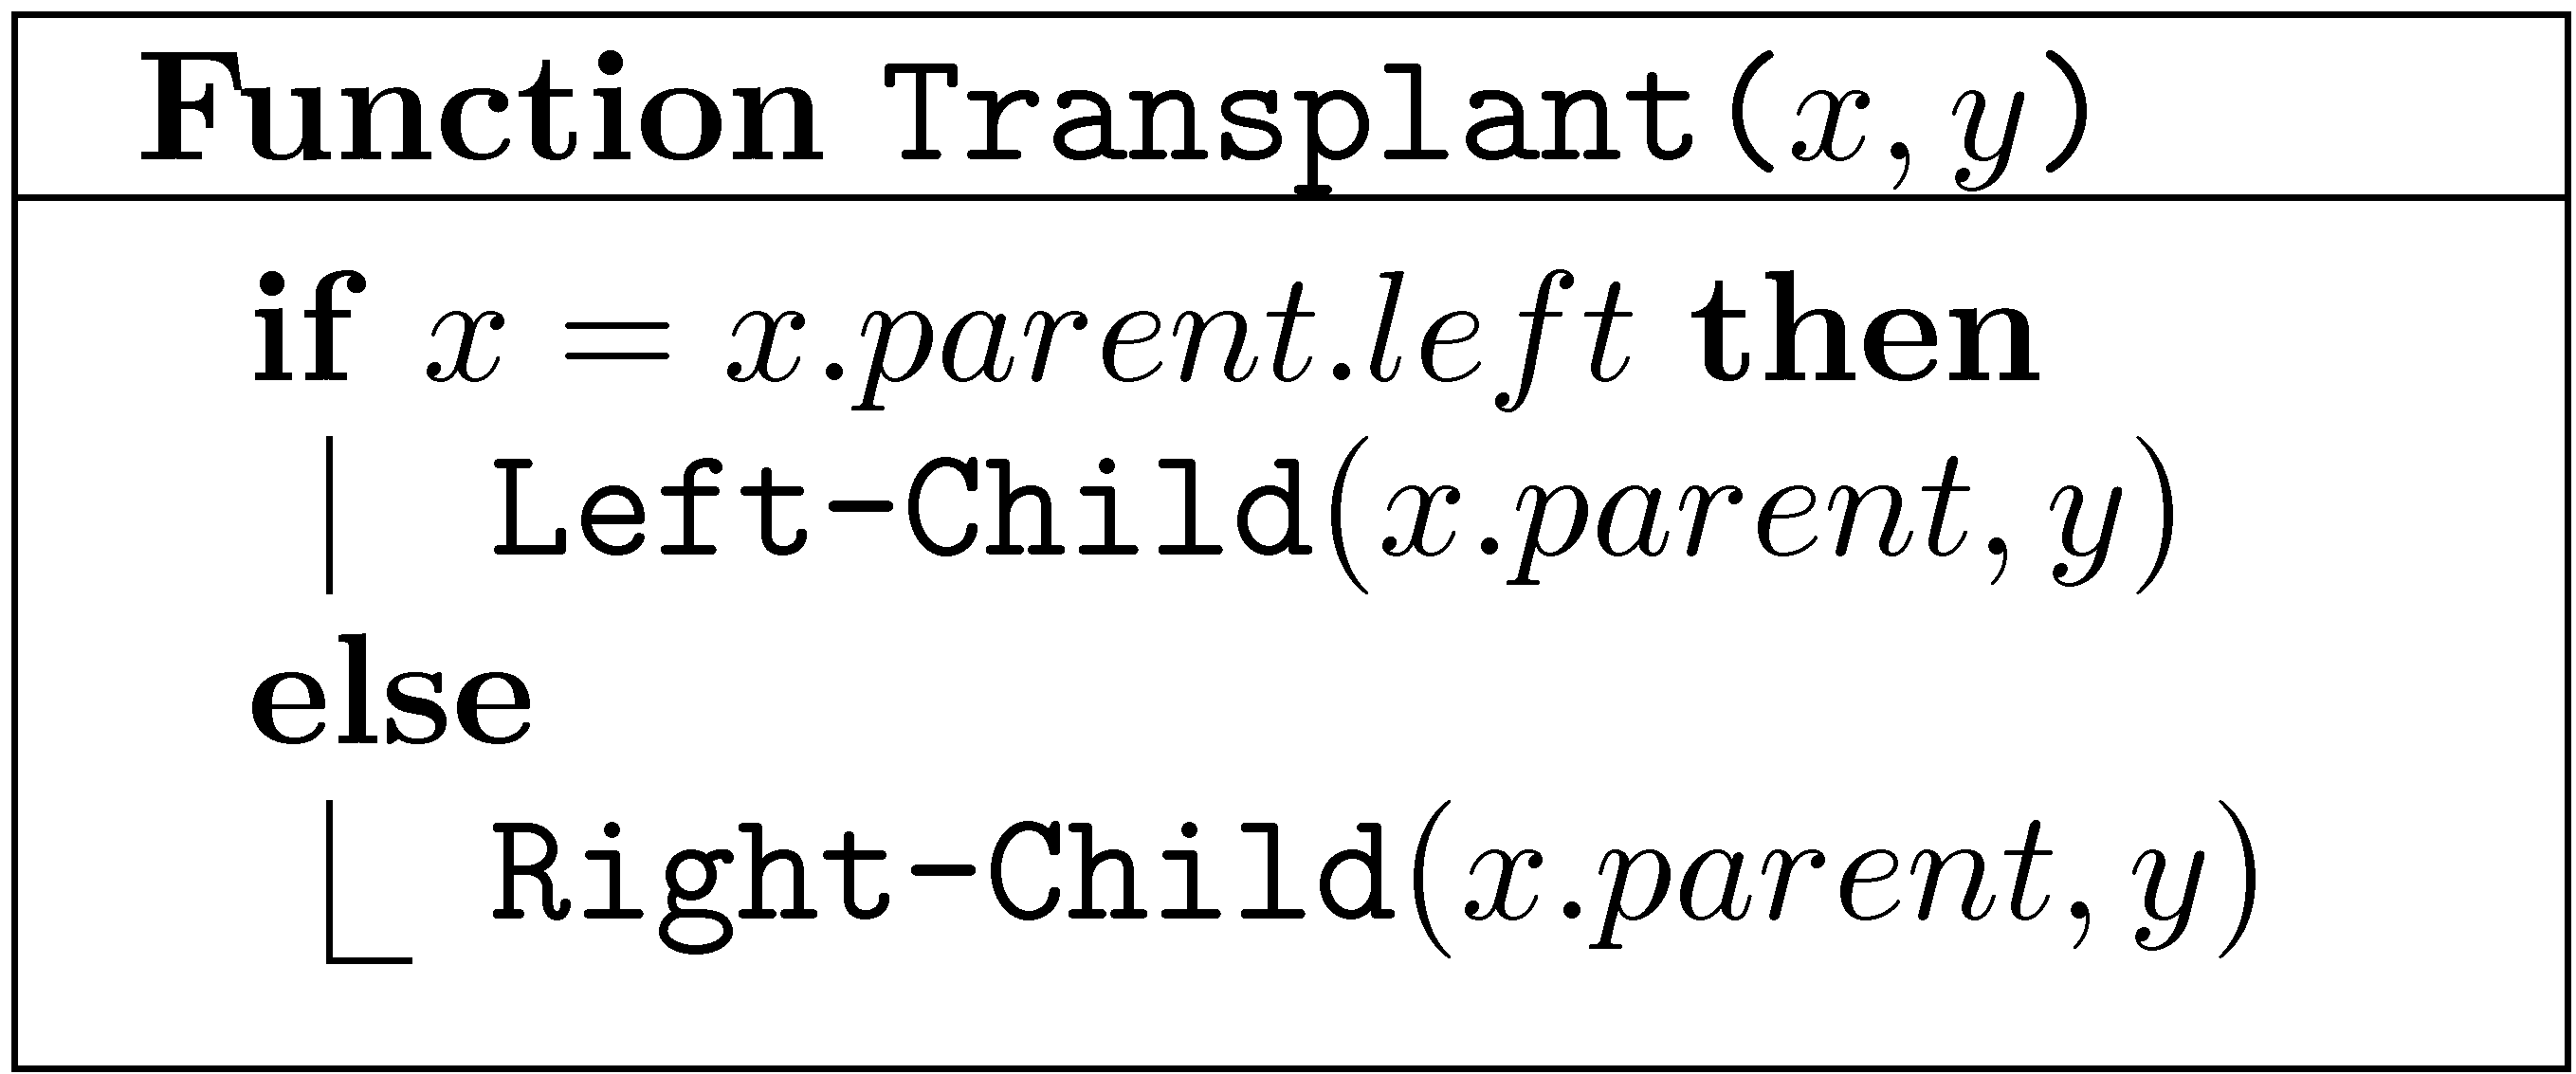 Function Transplant(x, y)
if x = x.parent.left then
Left-Child(x.parent, y)
else
Right-Child(x.parent, y)